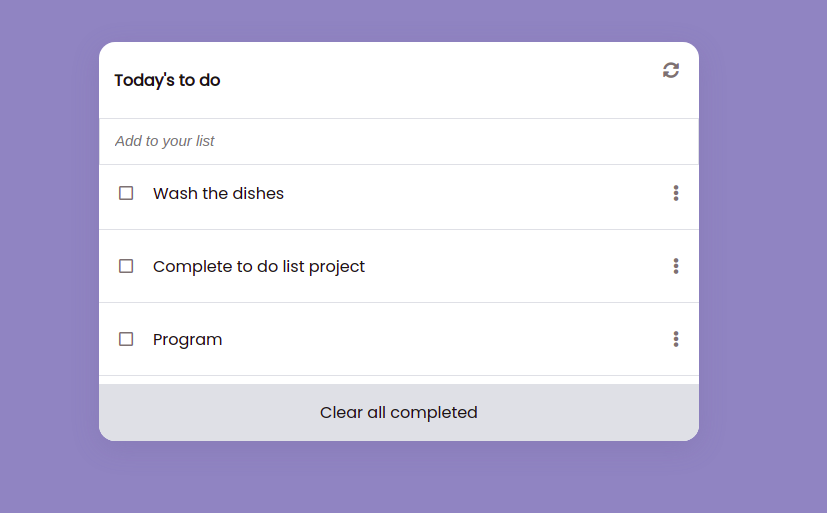 Today's to do
Add to your list
Wash the dishes
Complete to do list project
Program
Clear all completed